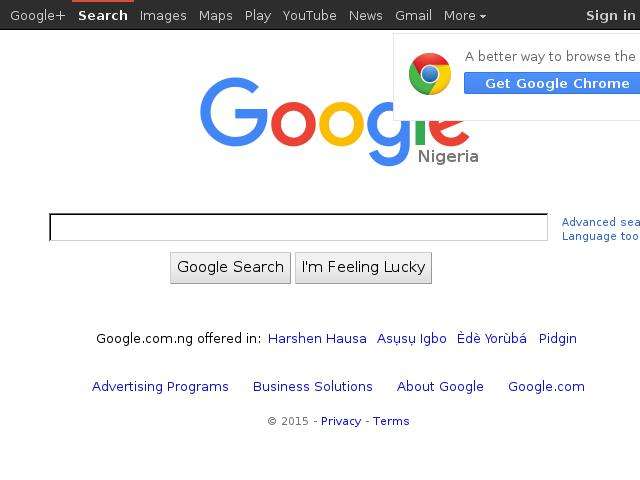 Google+ Search Images Maps Play YouTube News Gmail More Sign in
A better way to browse the
Get Google Chrome
Google
Nigeria
Advanced sea
Language too
Google Search I'm Feeling Lucky
Google.com.ng offered in: Harshen Hausa Asụsụ Igbo Èdè Yorùbá Pidgin
Advertising Programs Business Solutions About Google Google.com
© 2015 - Privacy - Terms